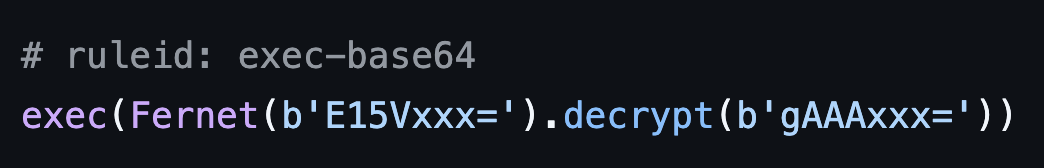 # ruleid: exec-base64
exec(Fernet(b'E15Vxxx=').decrypt(b'gAAAxxx='))